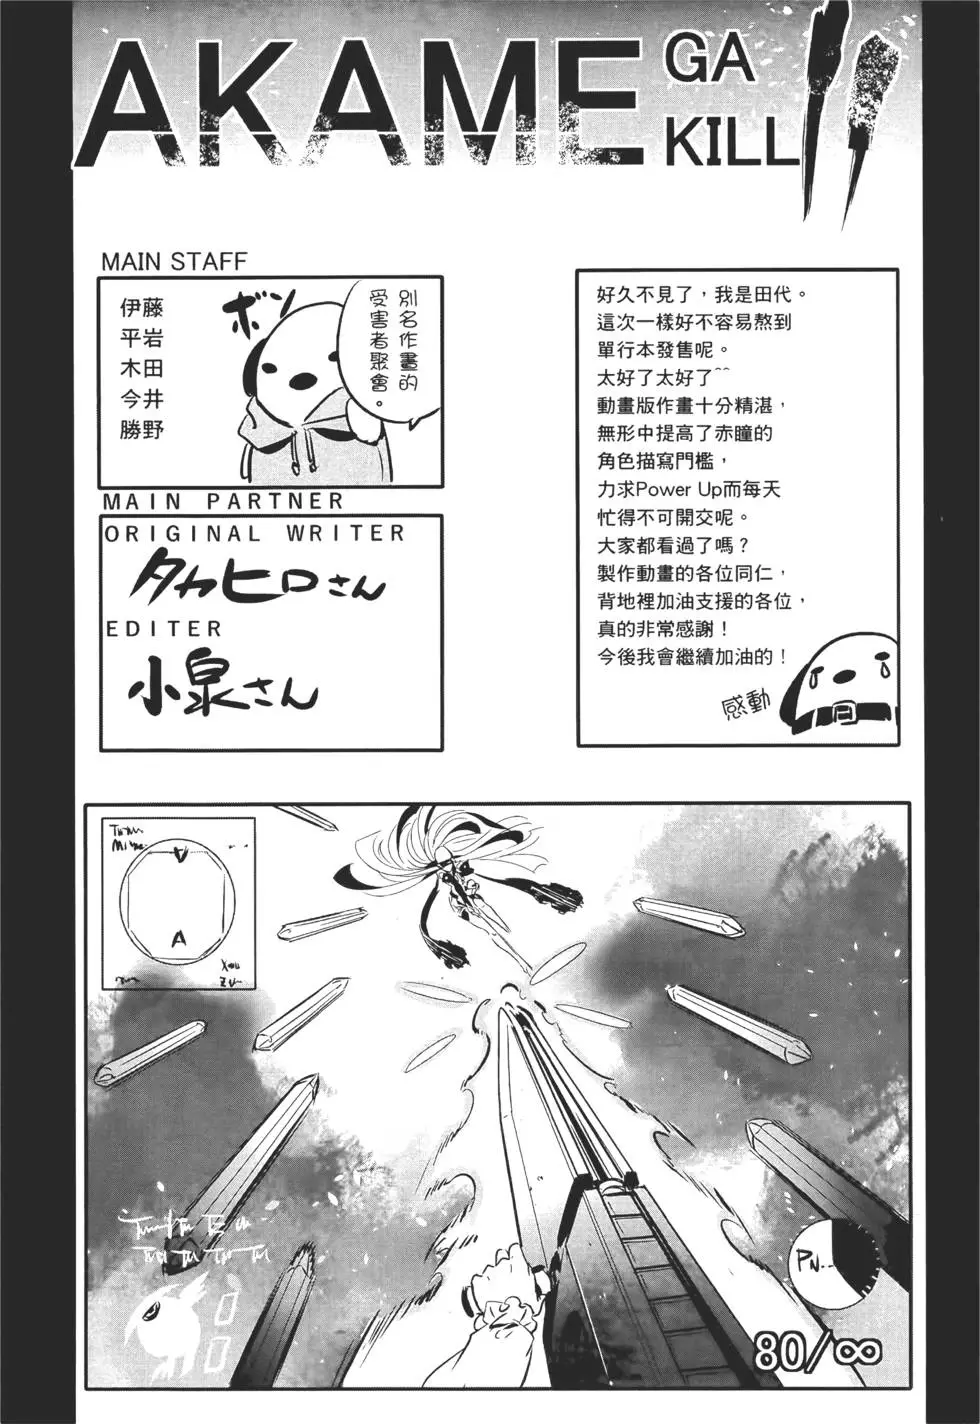 AKAME
GA
KILL!!
MAIN STAFF
伊藤
平岩
木田
今井
勝野
ボン
別名作畫的
受害者聚會。
MAIN PARTNER
ORIGINAL WRITER
タカヒロさん
EDITER
小泉さん
好久不見了，我是田代。
這次一樣好不容易熬到
單行本發售呢。
太好了太好了^^
動畫版作畫十分精湛，
無形中提高了赤瞳的
角色描寫門檻，
力求Power Up而每天
忙得不可開交呢。
大家都看過了嗎？
製作動畫的各位同仁，
背地裡加油支援的各位，
真的非常感謝！
今後我會繼續加油的！
感動
A
A
80/∞